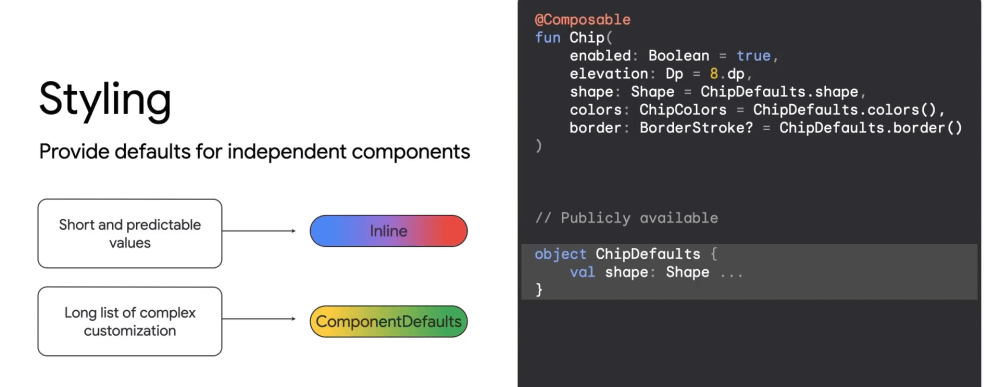 Styling
Provide defaults for independent components
Short and predictable
values
Inline
Long list of complex
customization
ComponentDefaults
@Composable
fun Chip(
    enabled: Boolean = true,
    elevation: Dp = 8.dp,
    shape: Shape = ChipDefaults.shape,
    colors: ChipColors = ChipDefaults.colors(),
    border: BorderStroke? = ChipDefaults.border()
)
// Publicly available
object ChipDefaults {
    val shape: Shape ...
}